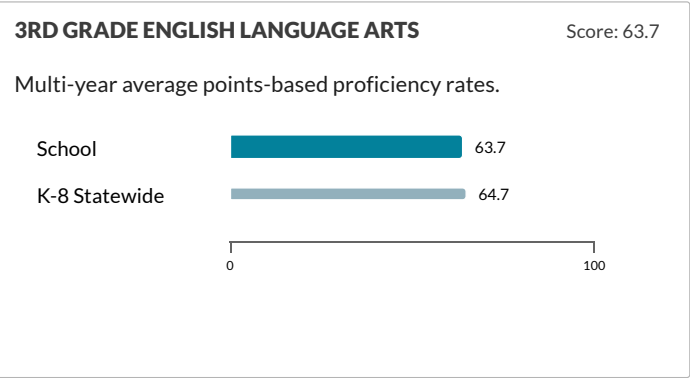 3RD GRADE ENGLISH LANGUAGE ARTS Score: 63.7
Multi-year average points-based proficiency rates.
School 63.7
K-8 Statewide 64.7
0 100